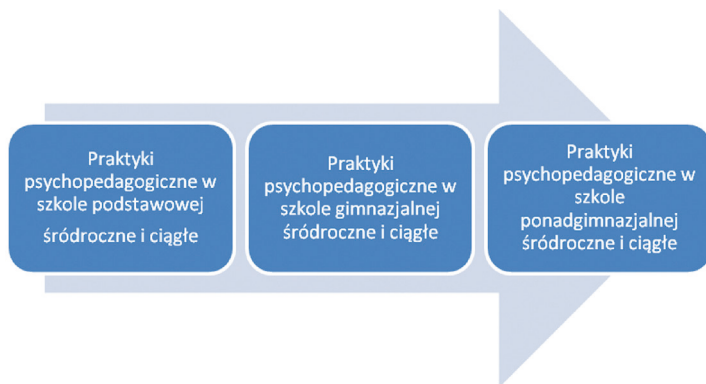 Praktyki
psychopedagogiczne w
szkole podstawowej
śródroczne i ciągłe
Praktyki
psychopedagogiczne w
szkole gimnazjalnej
śródroczne i ciągłe
Praktyki
psychopedagogiczne w
szkole
ponadgimnazjalnej
śródroczne i ciągłe